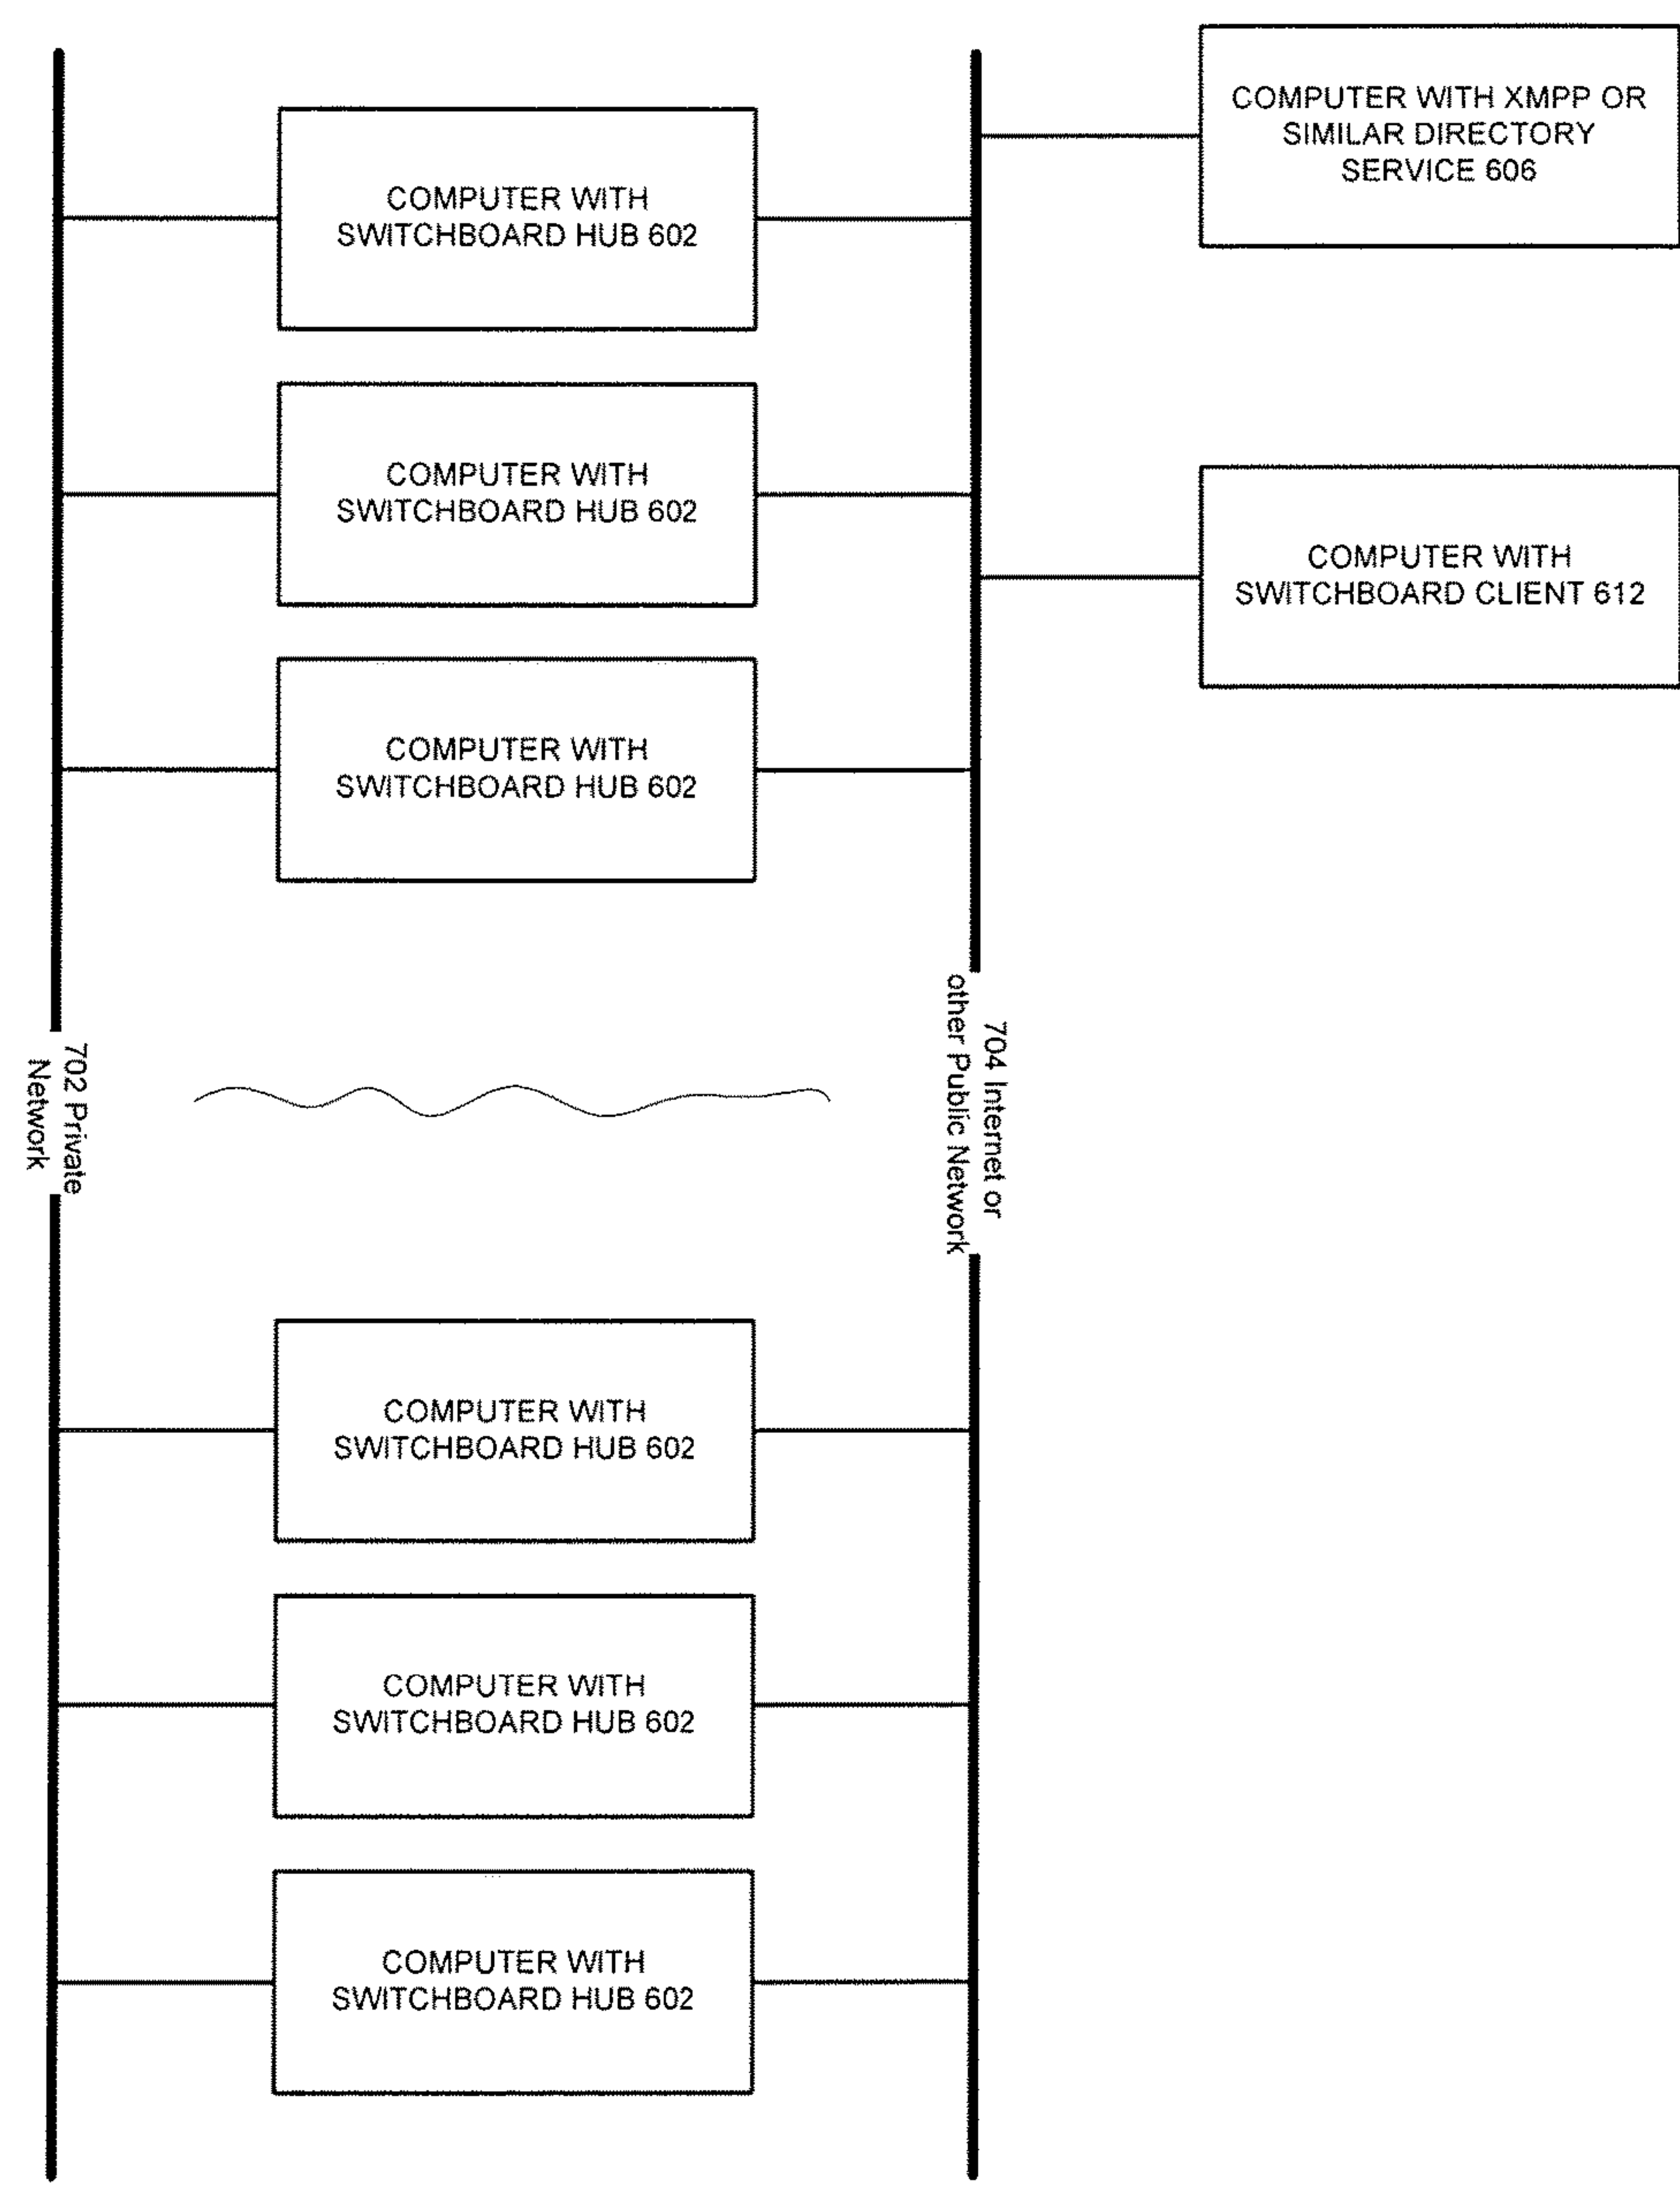 COMPUTER WITH XMPP OR
SIMILAR DIRECTORY
SERVICE 606
COMPUTER WITH
SWITCHBOARD HUB 602
COMPUTER WITH
SWITCHBOARD HUB 602
COMPUTER WITH
SWITCHBOARD CLIENT 612
COMPUTER WITH
SWITCHBOARD HUB 602
702 Private
Network
704 Internet or
other Public Network
COMPUTER WITH
SWITCHBOARD HUB 602
COMPUTER WITH
SWITCHBOARD HUB 602
COMPUTER WITH
SWITCHBOARD HUB 602